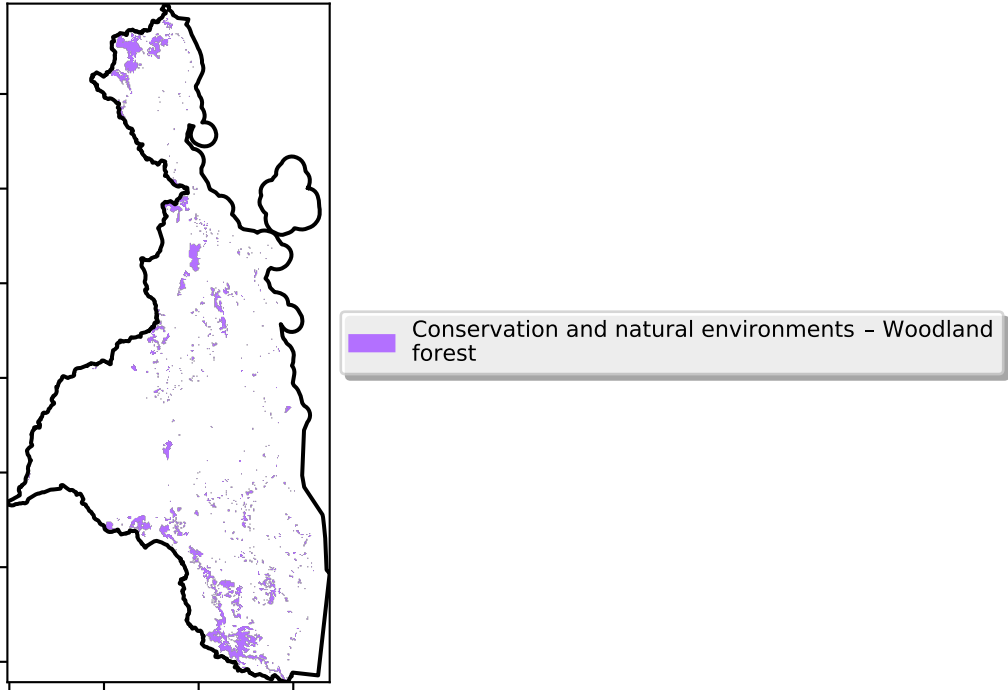 Conservation and natural environments – Woodland
forest